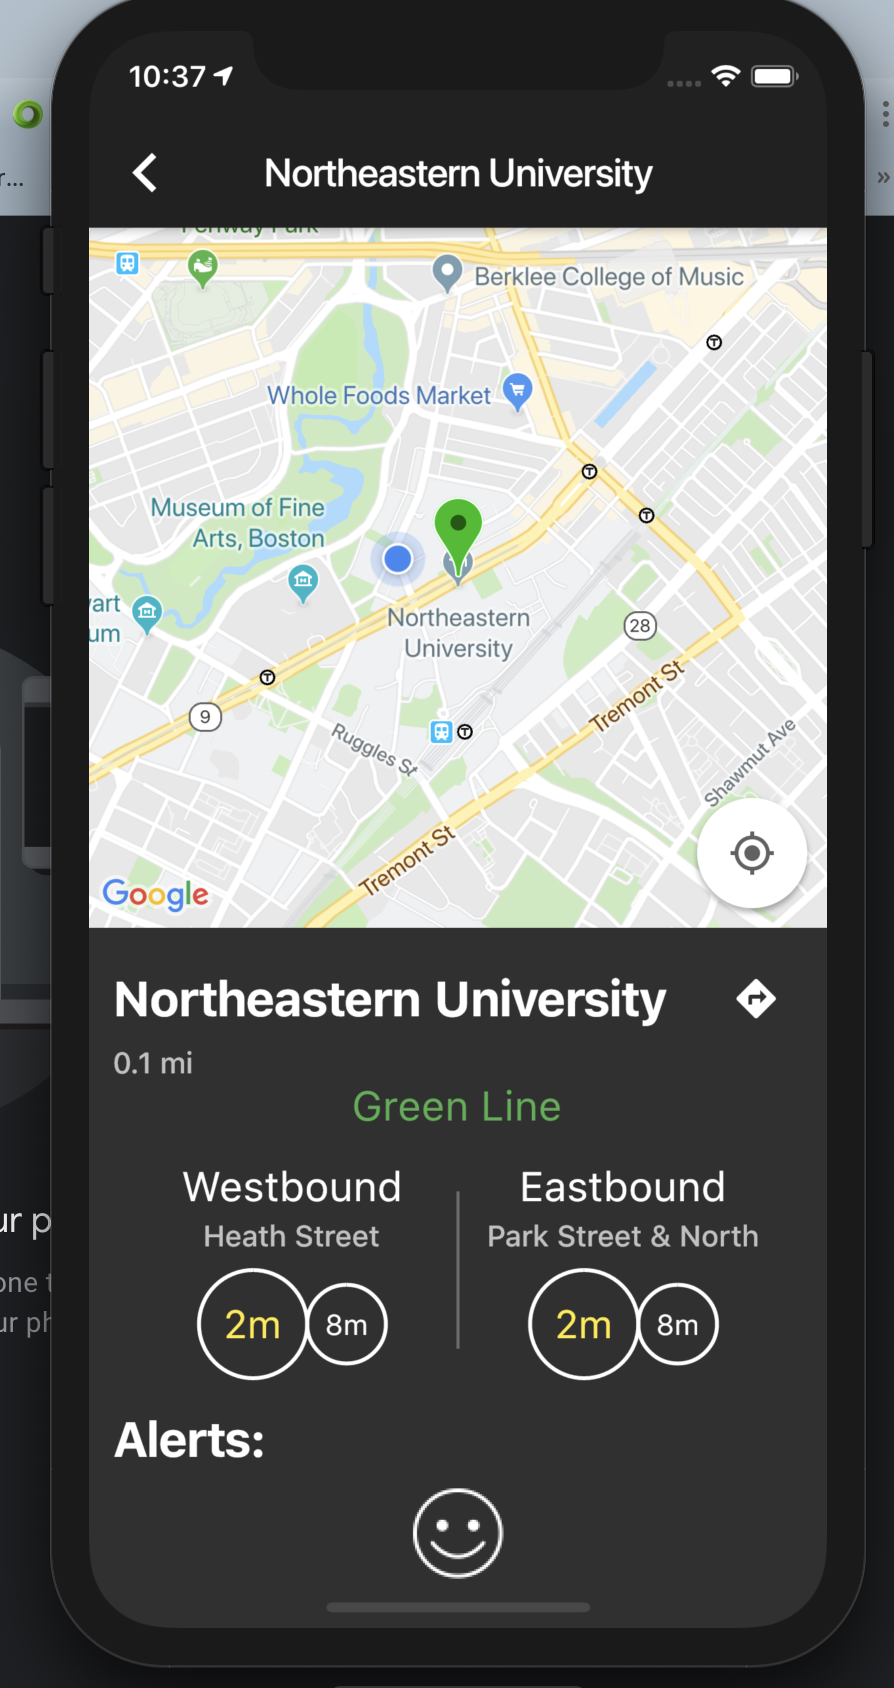 10:37
r...
»
Northeastern University
Fenway Park
Berklee College of Music
Whole Foods Market
Museum of Fine
Arts, Boston
art
um
Northeastern
University
28
Tremont St
9
Ruggles St
Shawmut Ave
Tremont St
Google
Northeastern University
0.1 mi
Green Line
Westbound
Eastbound
Heath Street
Park Street & North
2m
8m
2m
8m
ur p
one t
ur ph
Alerts: